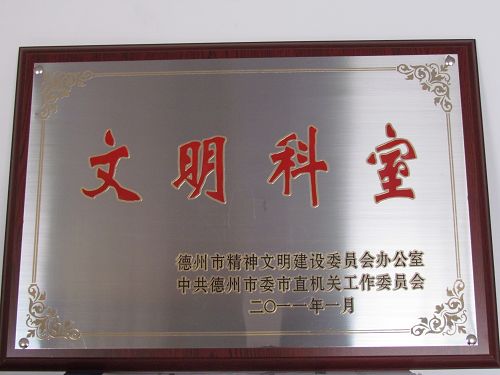 文明科室
德州市精神文明建设委员会办公室
中共德州市委市直机关工作委员会
二〇一一年一月